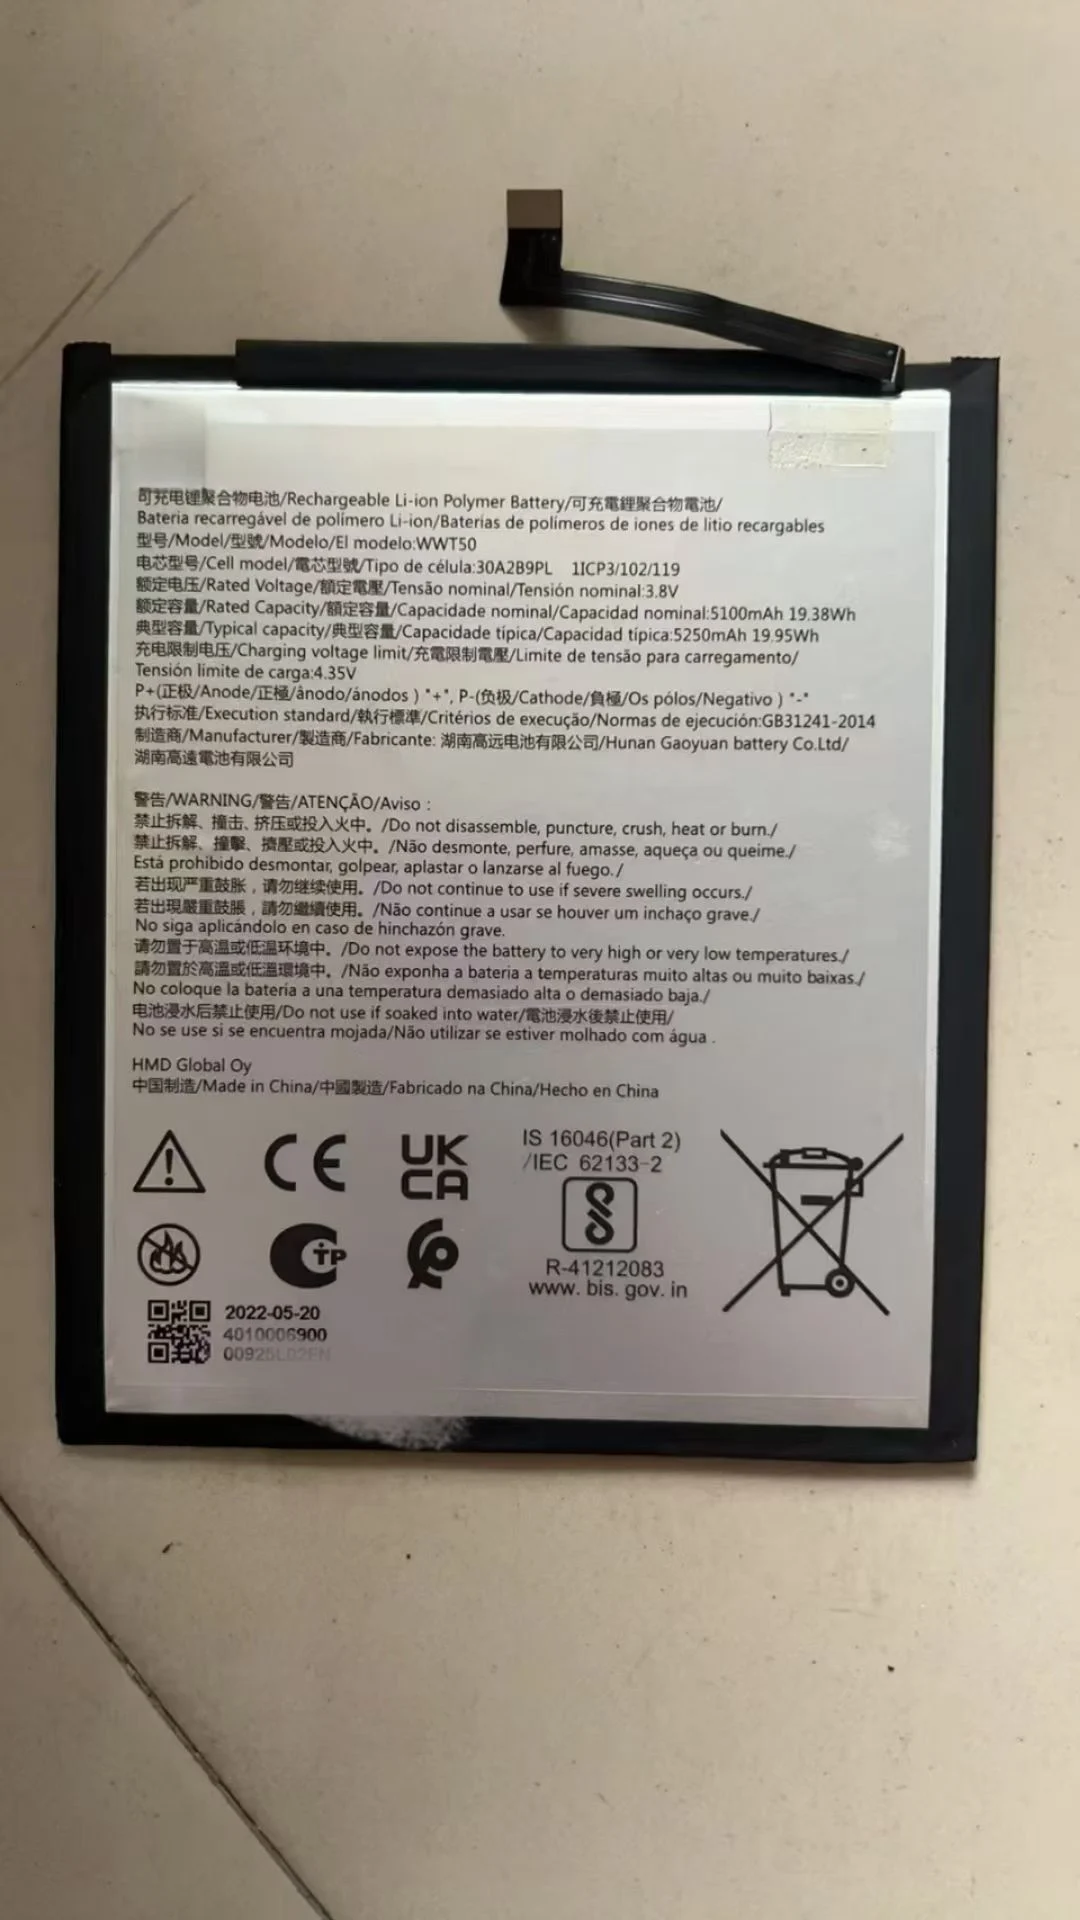 可充电锂聚合物电池/Rechargeable Li-ion Polymer Battery/可充電鋰聚合物電池/
Bateria recarregável de polímero Li-ion/Baterías de polímeros de iones de litio recargables
型号/Model/型號/Modelo/El modelo:WWT50
电芯型号/Cell model/電芯型號/Tipo de célula:30A2B9PL 1ICP3/102/119
额定电压/Rated Voltage/額定電壓/Tensão nominal/Tensión nominal:3.8V
额定容量/Rated Capacity/額定容量/Capacidade nominal/Capacidad nominal:5100mAh 19.38Wh
典型容量/Typical capacity/典型容量/Capacidade típica/Capacidad típica:5250mAh 19.95Wh
充电限制电压/Charging voltage limit/充電限制電壓/Limite de tensão para carregamento/
Tensión límite de carga:4.35V
P+(正极/Anode/正極/ânodo/ánodos ) "+", P-(负极/Cathode/負極/Os pólos/Negativo ) "-"
执行标准/Execution standard/執行標準/Critérios de execução/Normas de ejecución:GB31241-2014
制造商/Manufacturer/製造商/Fabricante: 湖南高远电池有限公司/Hunan Gaoyuan battery Co.Ltd/
湖南高遠電池有限公司
警告/WARNING/警告/ATENÇÃO/Aviso :
禁止拆解、撞击、挤压或投入火中。/Do not disassemble, puncture, crush, heat or burn./
禁止拆解、撞擊、擠壓或投入火中。/Não desmonte, perfure, amasse, aqueça ou queime./
Está prohibido desmontar, golpear, aplastar o lanzarse al fuego./
若出现严重鼓胀，请勿继续使用。/Do not continue to use if severe swelling occurs./
若出現嚴重鼓脹，請勿繼續使用。/Não continue a usar se houver um inchaço grave./
No siga aplicándolo en caso de hinchazón grave.
请勿置于高温或低温环境中。/Do not expose the battery to very high or very low temperatures./
請勿置於高溫或低溫環境中。/Não exponha a bateria a temperaturas muito altas ou muito baixas./
No coloque la batería a una temperatura demasiado alta o demasiado baja./
电池浸水后禁止使用/Do not use if soaked into water/電池浸水後禁止使用/
No se use si se encuentra mojada/Não utilizar se estiver molhado com água .
HMD Global Oy
中国制造/Made in China/中國製造/Fabricado na China/Hecho en China
CE
UK
CA
IS 16046(Part 2)
/IEC 62133-2
R-41212083
www. bis. gov. in
2022-05-20
4010006900
00925L02FN